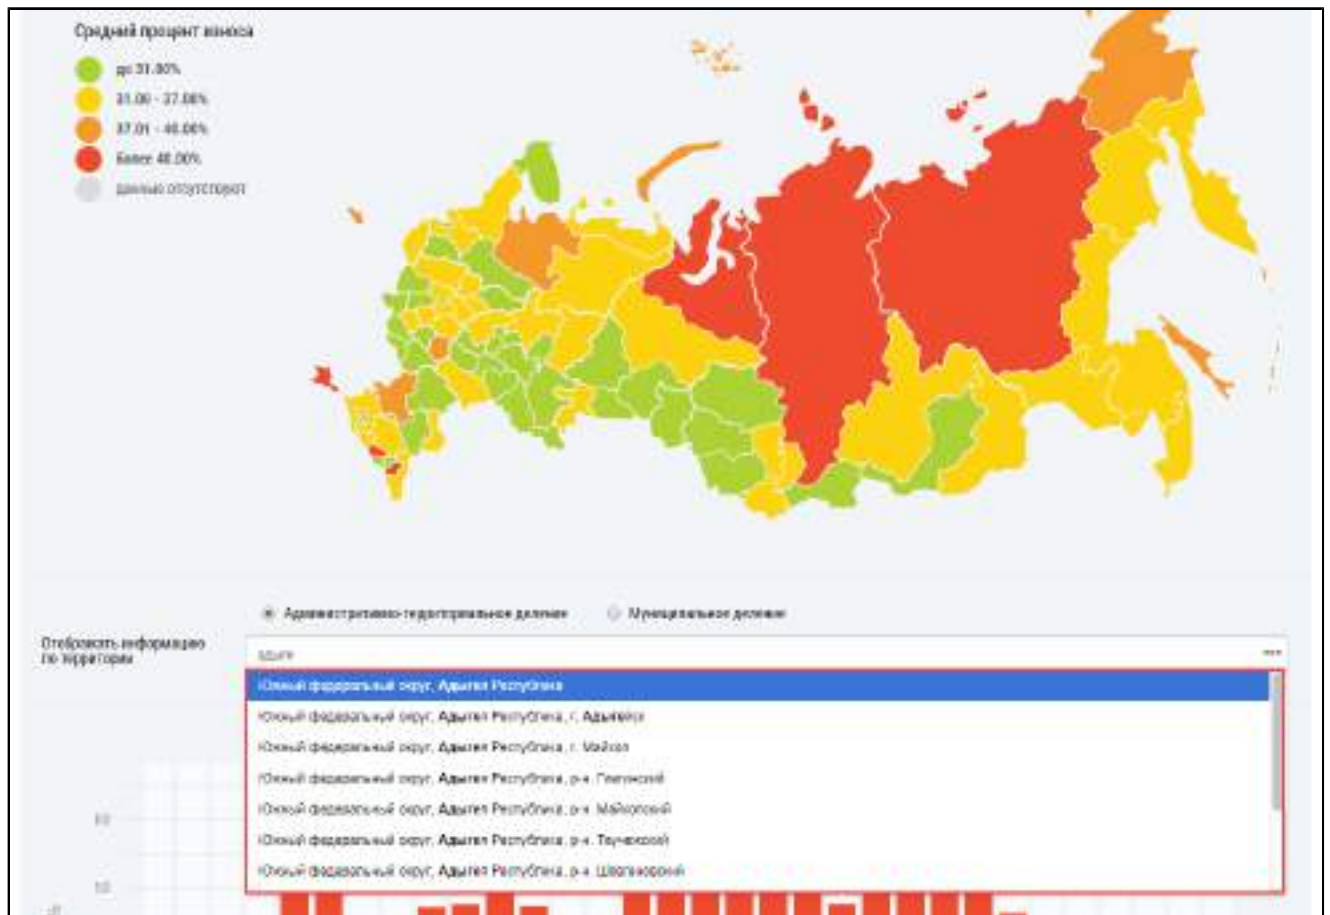 Средний процент износа
до 31.00%
31.00 - 37.00%
37.01 - 40.00%
Более 40.00%
данные отсутствуют
Административно-территориальное деление
Муниципальное деление
Отображать информацию
по территории
адыге
Южный федеральный округ, Адыгея Республика
Южный федеральный округ, Адыгея Республика, г. Адыгейск
Южный федеральный округ, Адыгея Республика, г. Майкоп
Южный федеральный округ, Адыгея Республика, р-н. Гиагинский
Южный федеральный округ, Адыгея Республика, р-н. Майкопский
Южный федеральный округ, Адыгея Республика, р-н. Теучежский
Южный федеральный округ, Адыгея Республика, р-н. Шовгеновский